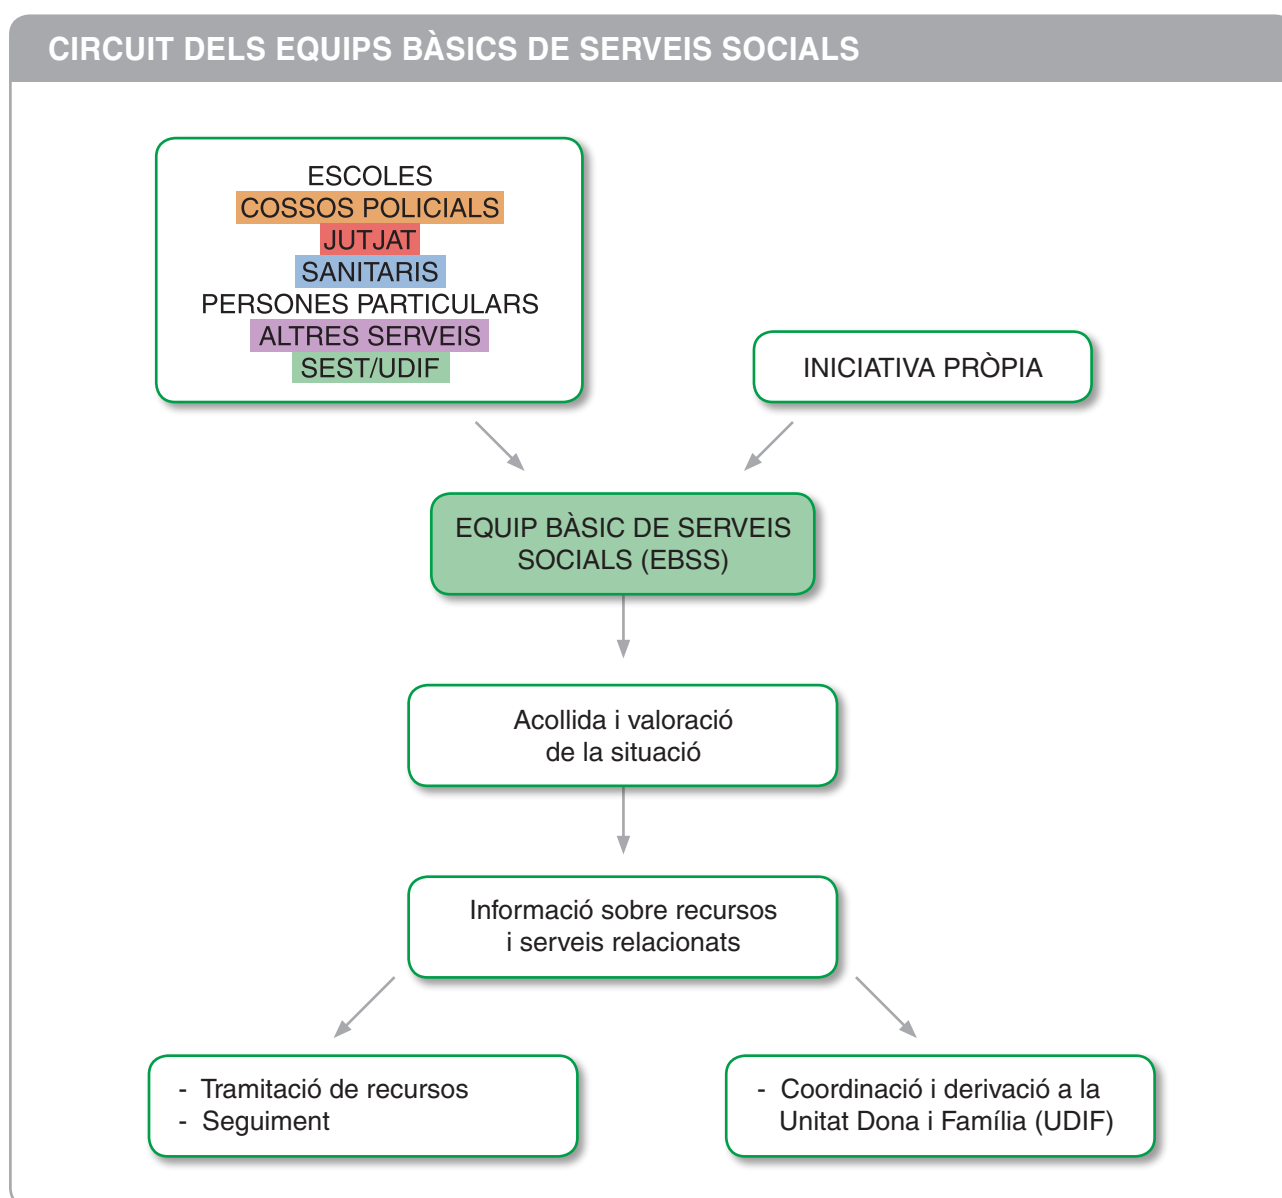 CIRCUIT DELS EQUIPS BÀSICS DE SERVEIS SOCIALS
ESCOLES
COSSOS POLICIALS
JUTJAT
SANITARIS
PERSONES PARTICULARS
ALTRES SERVEIS
SEST/UDIF
INICIATIVA PRÒPIA
EQUIP BÀSIC DE SERVEIS
SOCIALS (EBSS)
Acollida i valoració
de la situació
Informació sobre recursos
i serveis relacionats
- Tramitació de recursos
- Seguiment
- Coordinació i derivació a la
Unitat Dona i Família (UDIF)